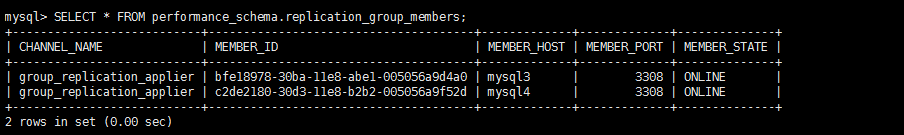 mysql> SELECT * FROM performance_schema.replication_group_members;
+---------------------------+--------------------------------------+-------------+-------------+--------------+
| CHANNEL_NAME | MEMBER_ID | MEMBER_HOST | MEMBER_PORT | MEMBER_STATE |
+---------------------------+--------------------------------------+-------------+-------------+--------------+
| group_replication_applier | bfe18978-30ba-11e8-abe1-005056a9d4a0 | mysql3 | 3308 | ONLINE |
| group_replication_applier | c2de2180-30d3-11e8-b2b2-005056a9f52d | mysql4 | 3308 | ONLINE |
+---------------------------+--------------------------------------+-------------+-------------+--------------+
2 rows in set (0.00 sec)